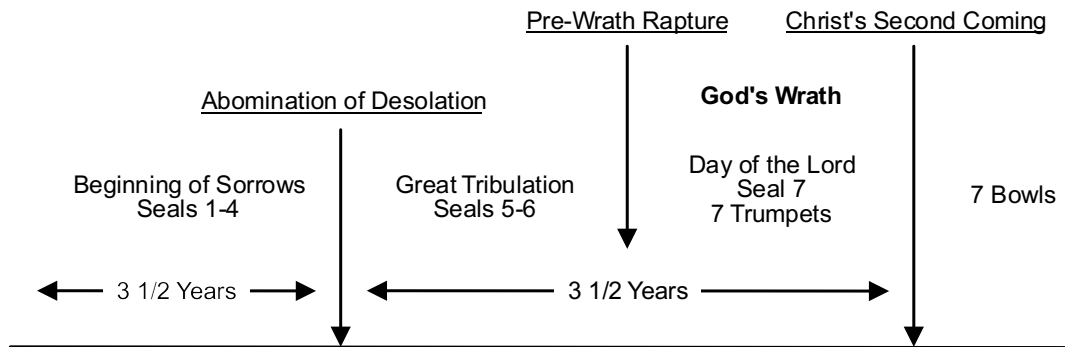 Pre-Wrath Rapture
Christ's Second Coming
Abomination of Desolation
God's Wrath
Beginning of Sorrows
Seals 1-4
Great Tribulation
Seals 5-6
Day of the Lord
Seal 7
7 Trumpets
7 Bowls
3 1/2 Years
3 1/2 Years